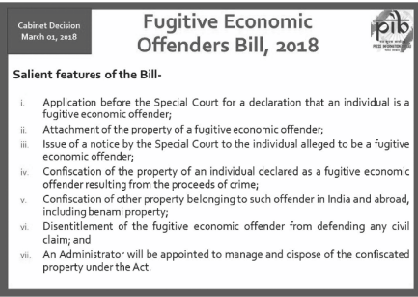 Cabinet Decision
March 01, 2018
Fugitive Economic
Offenders Bill, 2018
pib
Salient features of the Bill-
i. Application before the Special Court for a declaration that an individual is a
fugitive economic offender;
ii. Attachment of the property of a fugitive economic offender;
iii. Issue of a notice by the Special Court to the individual alleged to be a fugitive
economic offender;
iv. Confiscation of the property of an individual declared as a fugitive economic
offender resulting from the proceeds of crime;
v. Confiscation of other property belonging to such offender in India and abroad,
including benami property;
vi. Disentitlement of the fugitive economic offender from defending any civil
claim; and
vii. An Administrator will be appointed to manage and dispose of the confiscated
property under the Act